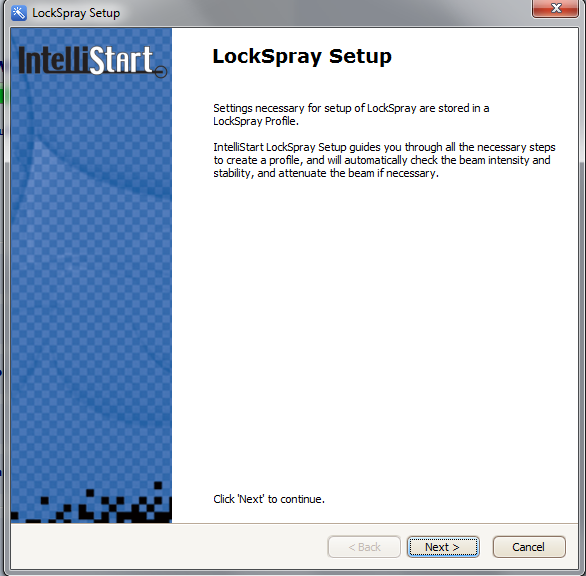 LockSpray Setup
IntelliStart
LockSpray Setup
Settings necessary for setup of LockSpray are stored in a
LockSpray Profile.
IntelliStart LockSpray Setup guides you through all the necessary steps
to create a profile, and will automatically check the beam intensity and
stability, and attenuate the beam if necessary.
Click 'Next' to continue.
< Back
Next >
Cancel